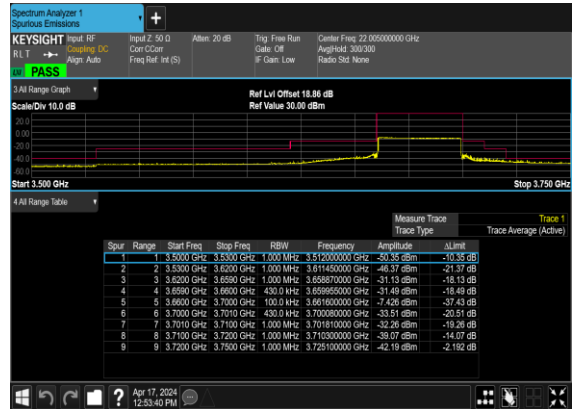 Spectrum Analyzer 1
Spurious Emissions
KEYSIGHT Input: RF Input Z: 50 Ω Atten: 20 dB Trig: Free Run Center Freq: 22.005000000 GHz
RLT Coupling: DC Corr CCorr Gate: Off Avg|Hold: 300/300
Align: Auto Freq Ref: Int (S) IF Gain: Low Radio Std: None
LW PASS
3 All Range Graph
Ref Lvl Offset 18.86 dB
Scale/Div 10.0 dB Ref Value 30.00 dBm
20.0
0.00
-20.0
-40.0
-60.0
Start 3.500 GHz Stop 3.750 GHz
4 All Range Table
Measure Trace Trace 1
Trace Type Trace Average (Active)
Spur Range Start Freq Stop Freq RBW Frequency Amplitude ΔLimit
1 1 3.5000 GHz 3.5300 GHz 1.000 MHz 3.512000000 GHz -50.35 dBm -10.35 dB
2 2 3.5300 GHz 3.6200 GHz 1.000 MHz 3.611450000 GHz -46.37 dBm -21.37 dB
3 3 3.6200 GHz 3.6590 GHz 1.000 MHz 3.658870000 GHz -31.13 dBm -18.13 dB
4 4 3.6590 GHz 3.6600 GHz 430.0 kHz 3.659955000 GHz -31.49 dBm -18.49 dB
5 5 3.6600 GHz 3.7000 GHz 100.0 kHz 3.661600000 GHz -7.426 dBm -37.43 dB
6 6 3.7000 GHz 3.7010 GHz 430.0 kHz 3.700080000 GHz -33.51 dBm -20.51 dB
7 7 3.7010 GHz 3.7100 GHz 1.000 MHz 3.701810000 GHz -32.26 dBm -19.26 dB
8 8 3.7100 GHz 3.7200 GHz 1.000 MHz 3.710300000 GHz -39.07 dBm -14.07 dB
9 9 3.7200 GHz 3.7500 GHz 1.000 MHz 3.725100000 GHz -42.19 dBm -2.192 dB
? Apr 17, 2024
12:53:40 PM